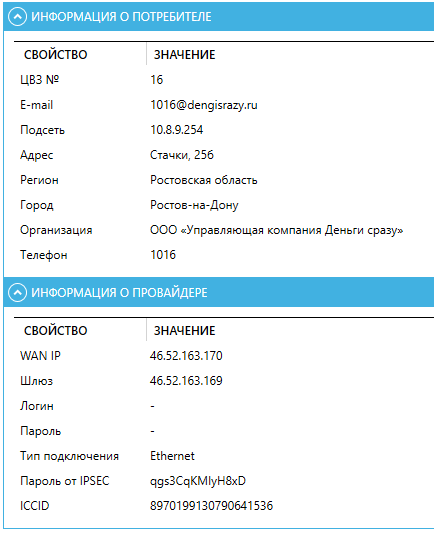 ИНФОРМАЦИЯ О ПОТРЕБИТЕЛЕ
СВОЙСТВО ЗНАЧЕНИЕ
ЦВЗ № 16
E-mail 1016@dengisrazy.ru
Подсеть 10.8.9.254
Адрес Стачки, 25б
Регион Ростовская область
Город Ростов-на-Дону
Организация ООО «Управляющая компания Деньги сразу»
Телефон 1016
ИНФОРМАЦИЯ О ПРОВАЙДЕРЕ
СВОЙСТВО ЗНАЧЕНИЕ
WAN IP 46.52.163.170
Шлюз 46.52.163.169
Логин -
Пароль -
Тип подключения Ethernet
Пароль от IPSEC qgs3CqKMlyH8xD
ICCID 8970199130790641536